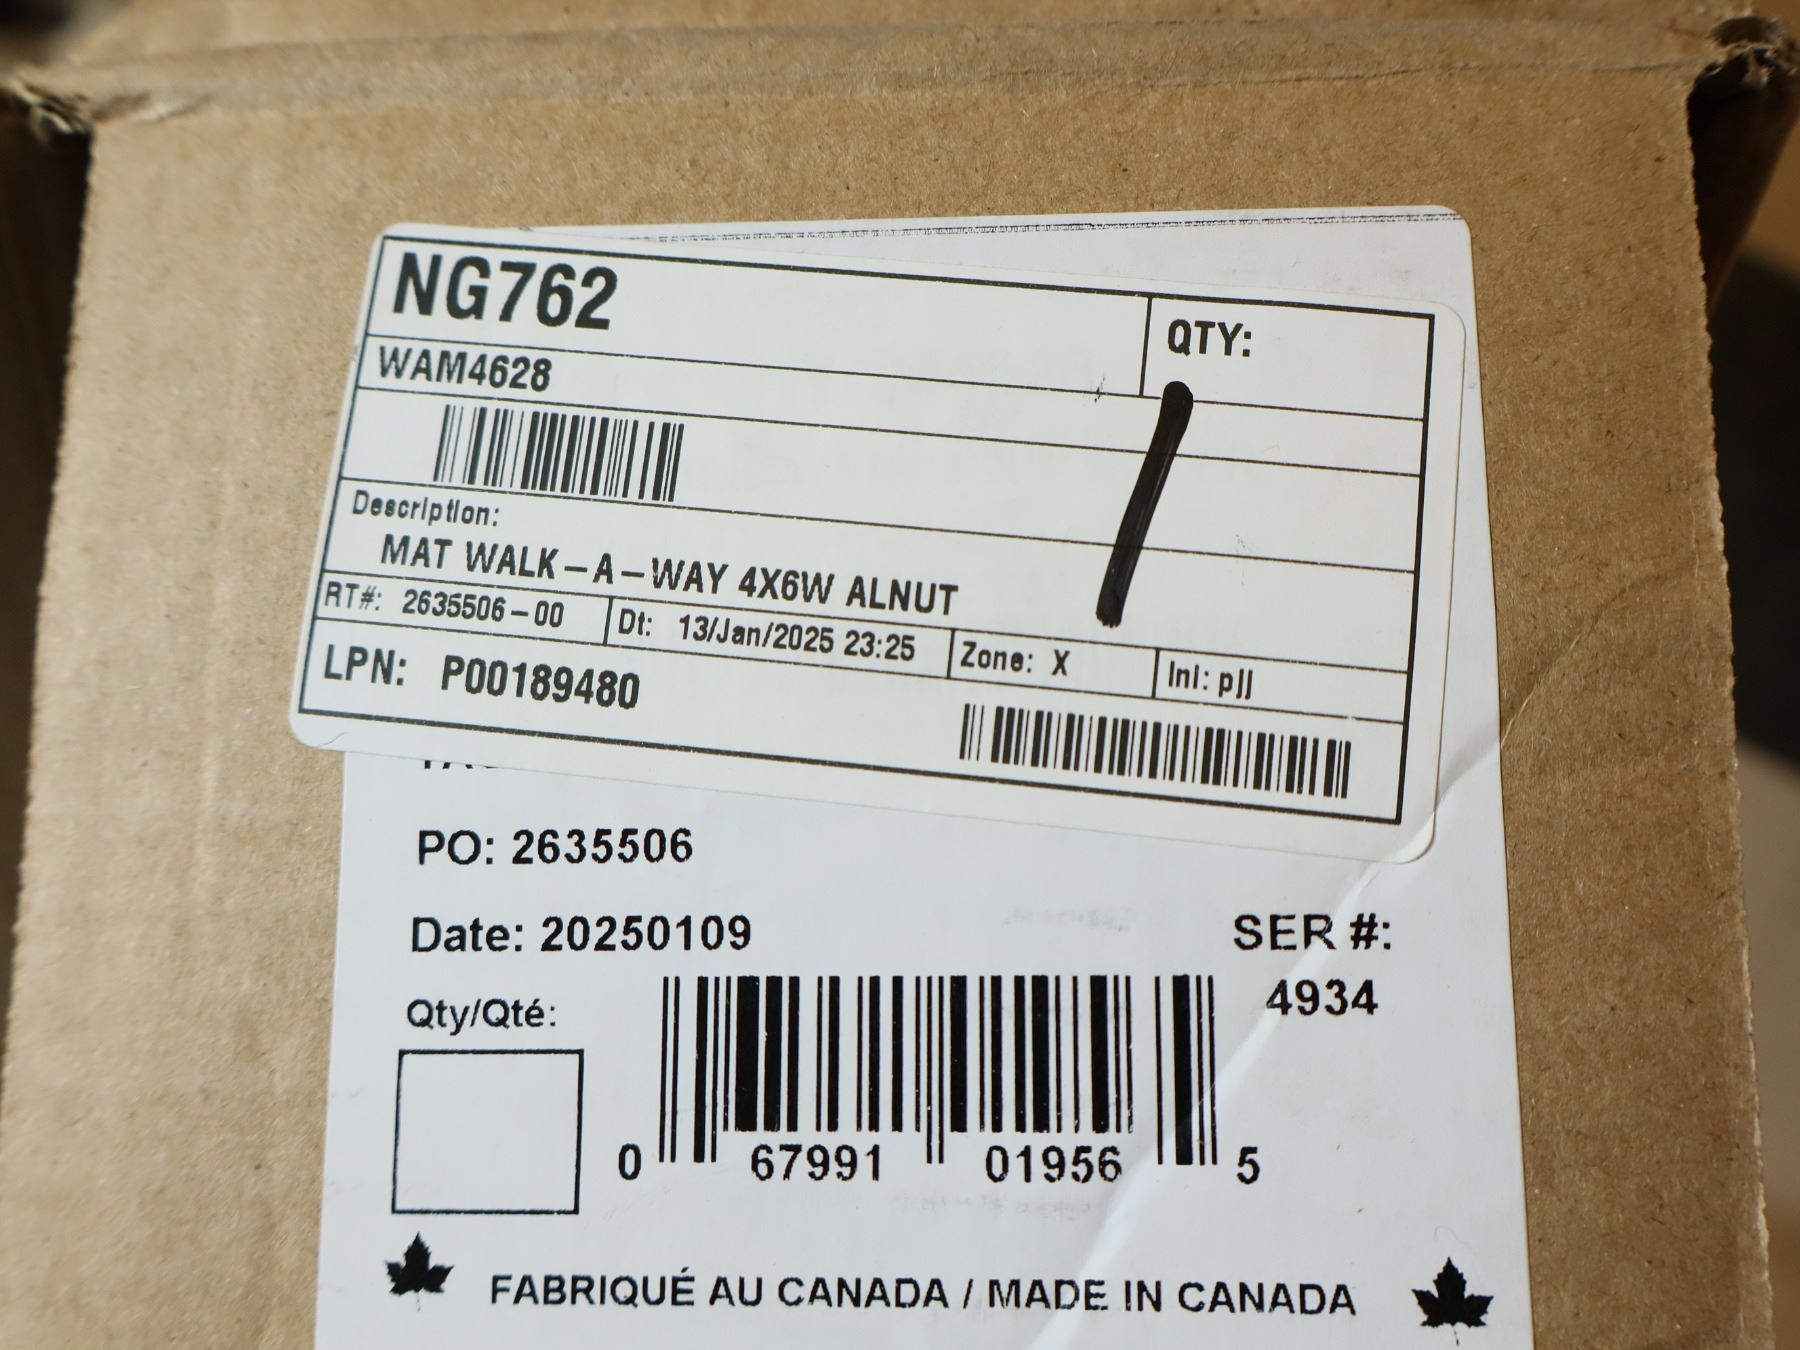 NG762
QTY:
1
WAM4628
Description:
MAT WALK-A-WAY 4X6W ALNUT
RT#: 2635506-00 Dt: 13/Jan/2025 23:25 Zone: X Ini: pjj
LPN: P00189480
PO: 2635506
Date: 20250109
SER #:
4934
Qty/Qté:
0 67991 01956 5
FABRIQUÉ AU CANADA / MADE IN CANADA